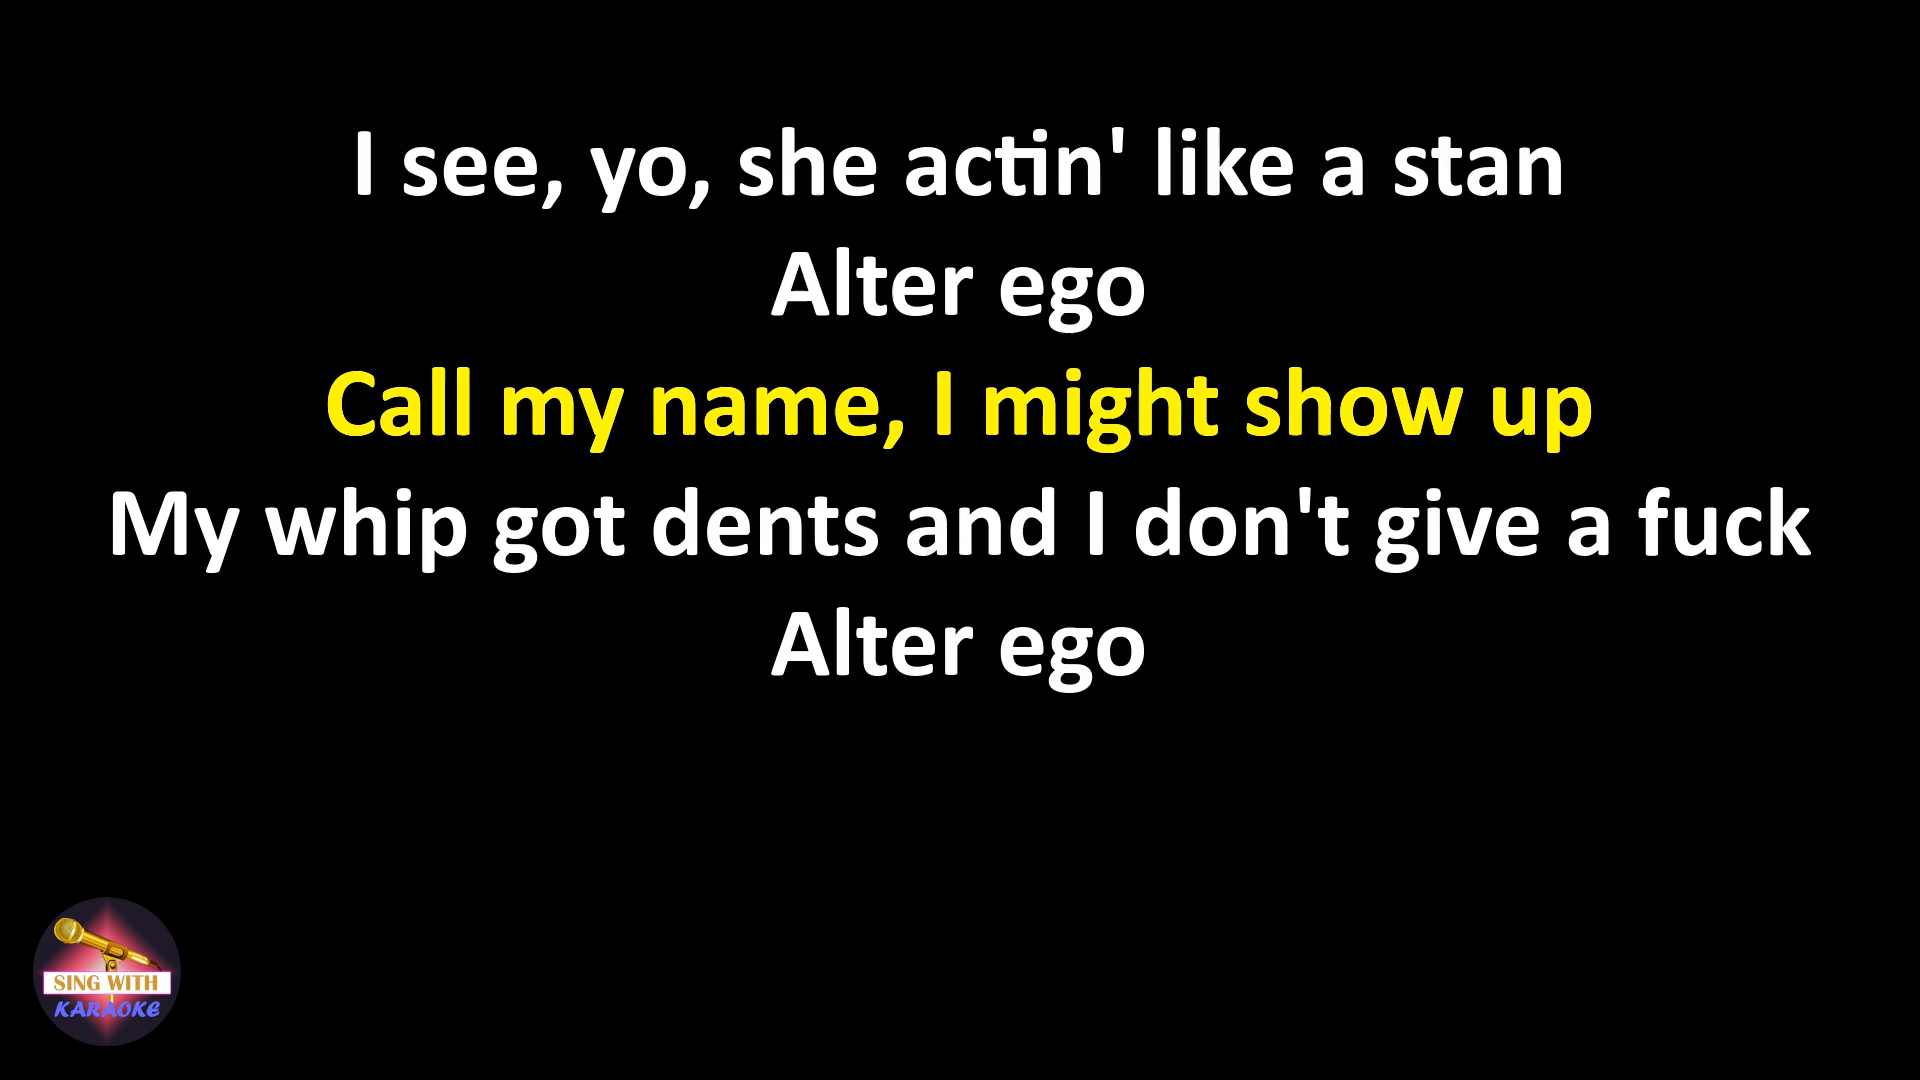 I see, yo, she actin' like a stan
Alter ego
Call my name, I might show up
My whip got dents and I don't give a fuck
Alter ego
SING WITH
KARAOKE